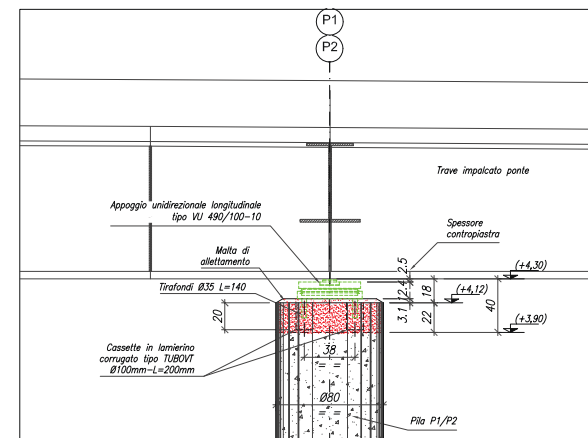 P1
P2
Trave impalcato ponte
Appoggio unidirezionale longitudinale
tipo VU 490/100-10
Spessore
contropiastra
Malta di
allettamento
2.5
(+4,30)
Tirafondi Ø35 L=140
12.4
18
(+4,12)
40
20
3.1
22
(+3,90)
Cassette in lamierino
corrugato tipo TUBOVT
Ø100mm-L=200mm
38
Ø80
Pila P1/P2